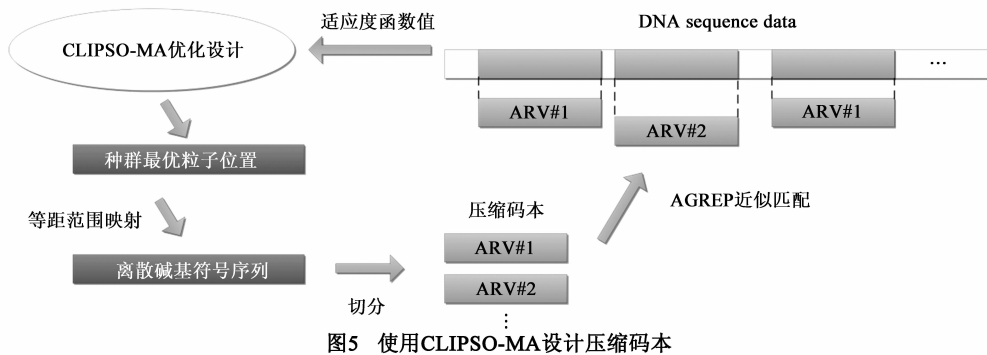 适应度函数值
DNA sequence data
CLIPSO-MA优化设计
...
ARV#1
ARV#2
ARV#1
种群最优粒子位置
等距范围映射
离散碱基符号序列
切分
压缩码本
ARV#1
ARV#2
⋮
AGREP近似匹配
图5 使用CLIPSO-MA设计压缩码本